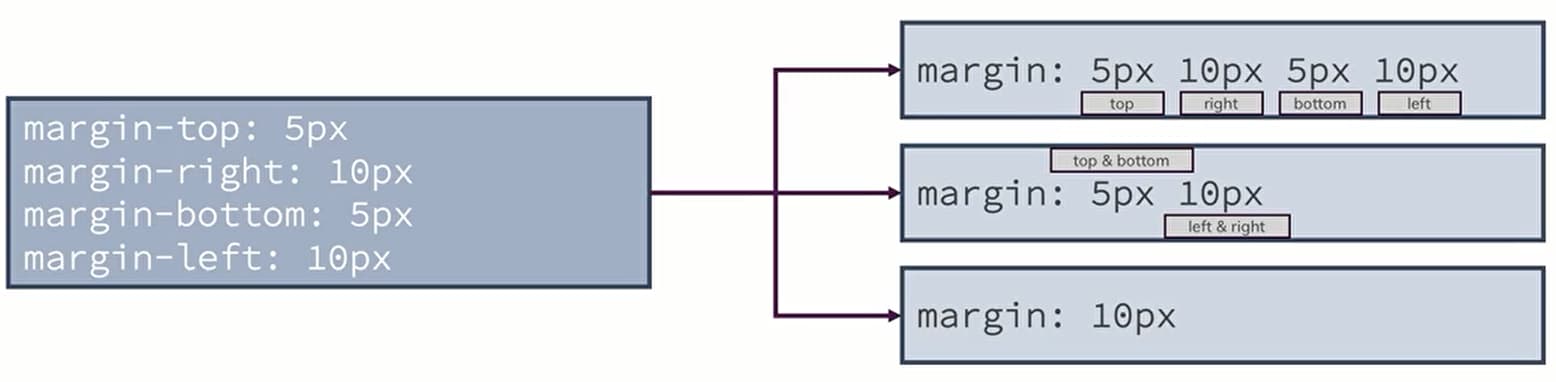 margin-top: 5px
margin-right: 10px
margin-bottom: 5px
margin-left: 10px
margin: 5px 10px 5px 10px
top right bottom left
top & bottom
margin: 5px 10px
left & right
margin: 10px